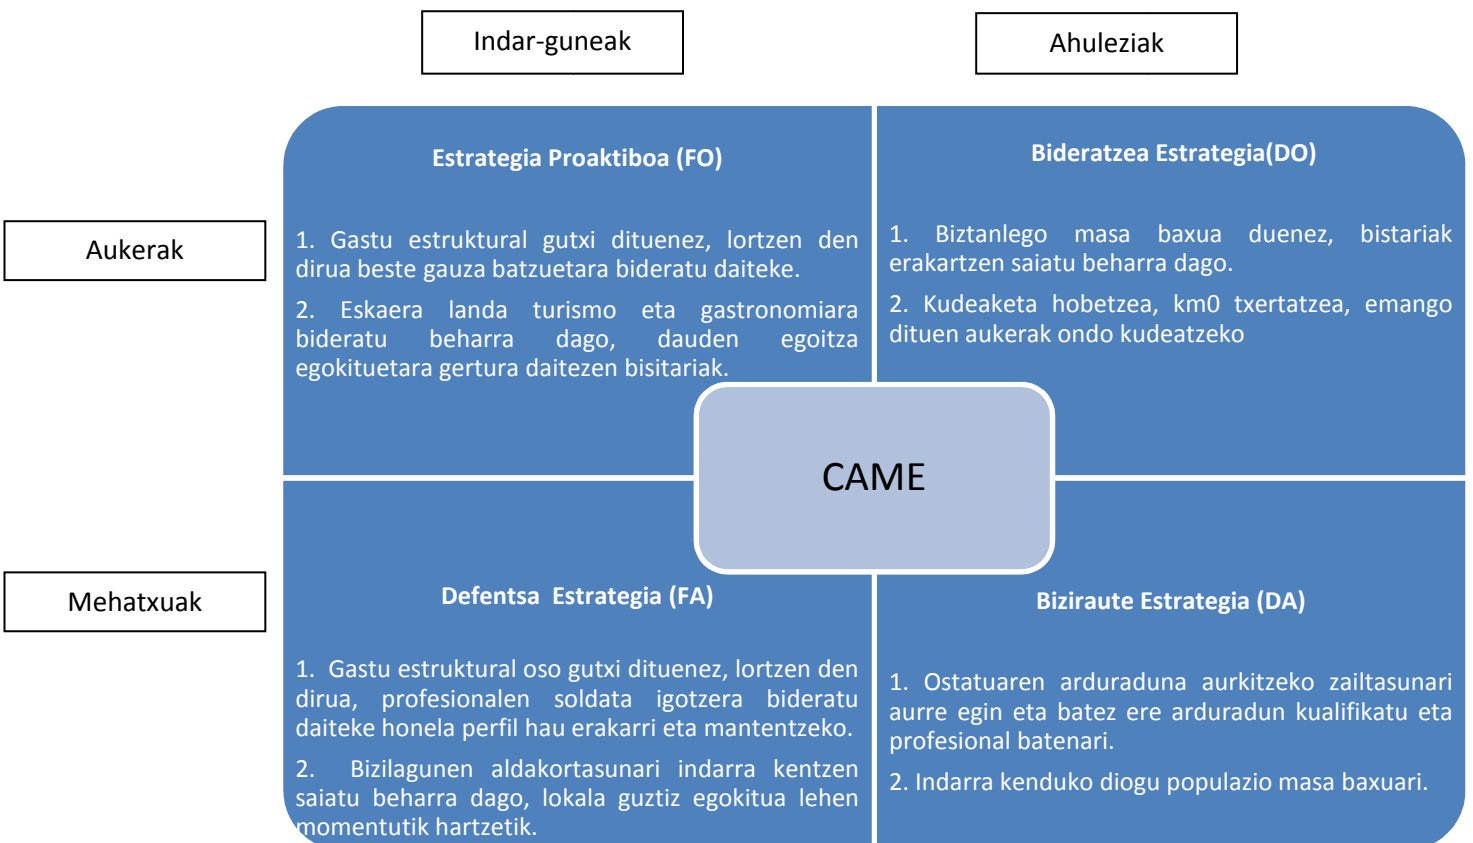 Indar-guneak
Ahuleziak
Aukerak
Estrategia Proaktiboa (FO)
1. Gastu estruktural gutxi dituenez, lortzen den
dirua beste gauza batzuetara bideratu daiteke.
2. Eskaera landa turismo eta gastronomiara
bideratu beharra dago, dauden egoitza
egokituetara gertura daitezen bisitariak.
Bideratzea Estrategia(DO)
1. Biztanlego masa baxua duenez, bistariak
erakartzen saiatu beharra dago.
2. Kudeaketa hobetzea, km0 txertatzea, emango
dituen aukerak ondo kudeatzeko
CAME
Mehatxuak
Defentsa  Estrategia (FA)
1. Gastu estruktural oso gutxi dituenez, lortzen den
dirua, profesionalen soldata igotzera bideratu
daiteke honela perfil hau erakarri eta mantentzeko.
2. Bizilagunen aldakortasunari indarra kentzen
saiatu beharra dago, lokala guztiz egokitua lehen
momentutik hartzetik.
Biziraute Estrategia (DA)
1. Ostatuaren arduraduna aurkitzeko zailtasunari
aurre egin eta batez ere arduradun kualifikatu eta
profesional batenari.
2. Indarra kenduko diogu populazio masa baxuari.